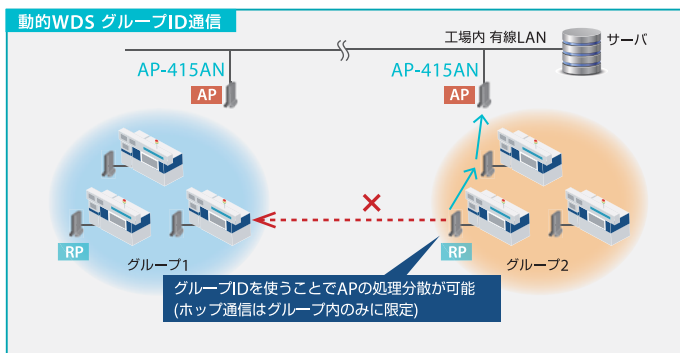 動的WDS グループID通信
工場内 有線LAN
サーバ
AP-415AN
AP-415AN
AP
AP
RP
RP
グループ1
グループ2
グループIDを使うことでAPの処理分散が可能
(ホップ通信はグループ内のみに限定)